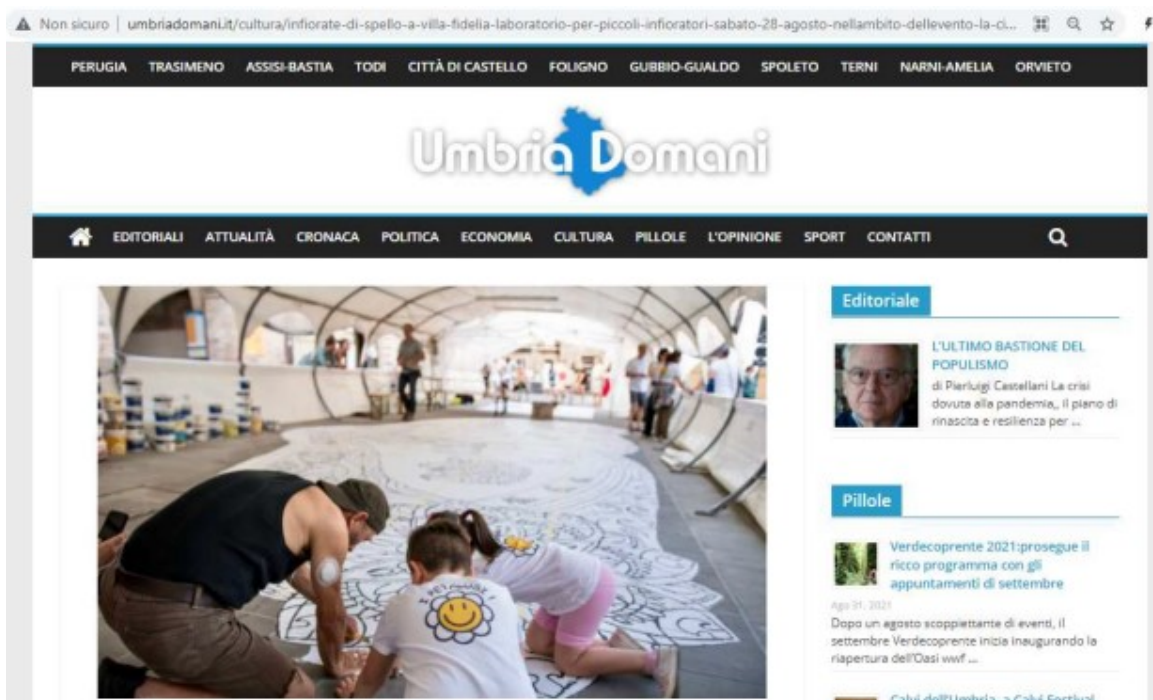 Non sicuro | umbriadomani.it/cultura/infiorate-di-spello-a-villa-fidelia-laboratorio-per-piccoli-infioratori-sabato-28-agosto-nellambito-dellevento-la-ci...
PERUGIA TRASIMENO ASSISI-BASTIA TODI CITTÀ DI CASTELLO FOLIGNO GUBBIO-GUALDO SPOLETO TERNI NARNI-AMELIA ORVIETO
Umbria Domani
EDITORIALI ATTUALITÀ CRONACA POLITICA ECONOMIA CULTURA PILLOLE L'OPINIONE SPORT CONTATTI
Editoriale
L'ULTIMO BASTIONE DEL
POPULISMO
di Pierluigi Castellani La crisi
dovuta alla pandemia,, il piano di
rinascita e resilienza per ...
Pillole
Verdecoprente 2021:prosegue il
ricco programma con gli
appuntamenti di settembre
Ago 31, 2021
Dopo un agosto scoppiettante di eventi, il
settembre Verdecoprente inizia inaugurando la
riapertura dell'Oasi wwf ...
Calvi dell'Umbria, a Calvi Festival